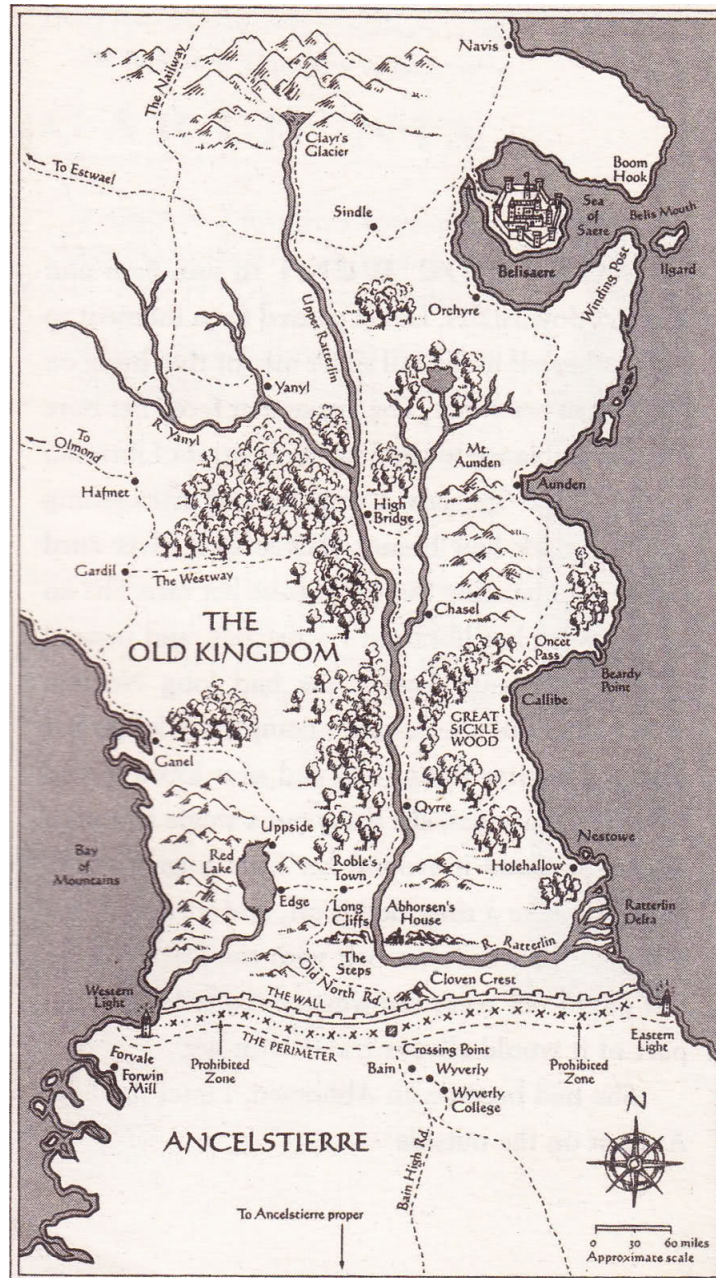 Navis
The Nailway
Clayr's
Glacier
Boom
Hook
To Estwael
Sindle
Sea
of
Saere
Belis Mouth
Belisaere
Ilgard
Winding Post
Upper Ratterlin
Orchyre
Yanyl
R. Yanyl
To
Olmond
Mt.
Aunden
Aunden
Hafmet
High
Bridge
Gardil
The Westway
Chasel
THE
OLD KINGDOM
Oncet
Pass
Beardy
Point
Callibe
GREAT
SICKLE
WOOD
Ganel
Qyrre
Uppside
Nestowe
Bay
of
Mountains
Red
Lake
Roble's
Town
Holehallow
Edge
Long
Cliffs
Abhorsen's
House
Ratterlin
Delta
R. Ratterlin
The
Steps
Old North Rd.
Cloven Crest
Western
Light
THE WALL
THE PERIMETER
Eastern
Light
Forvale
Forwin
Mill
Prohibited
Zone
Crossing Point
Bain
Wyverly
Wyverly
College
Prohibited
Zone
ANCELSTIERRE
N
Bain High Rd.
To Ancelstierre proper
0 30 60 miles
Approximate scale